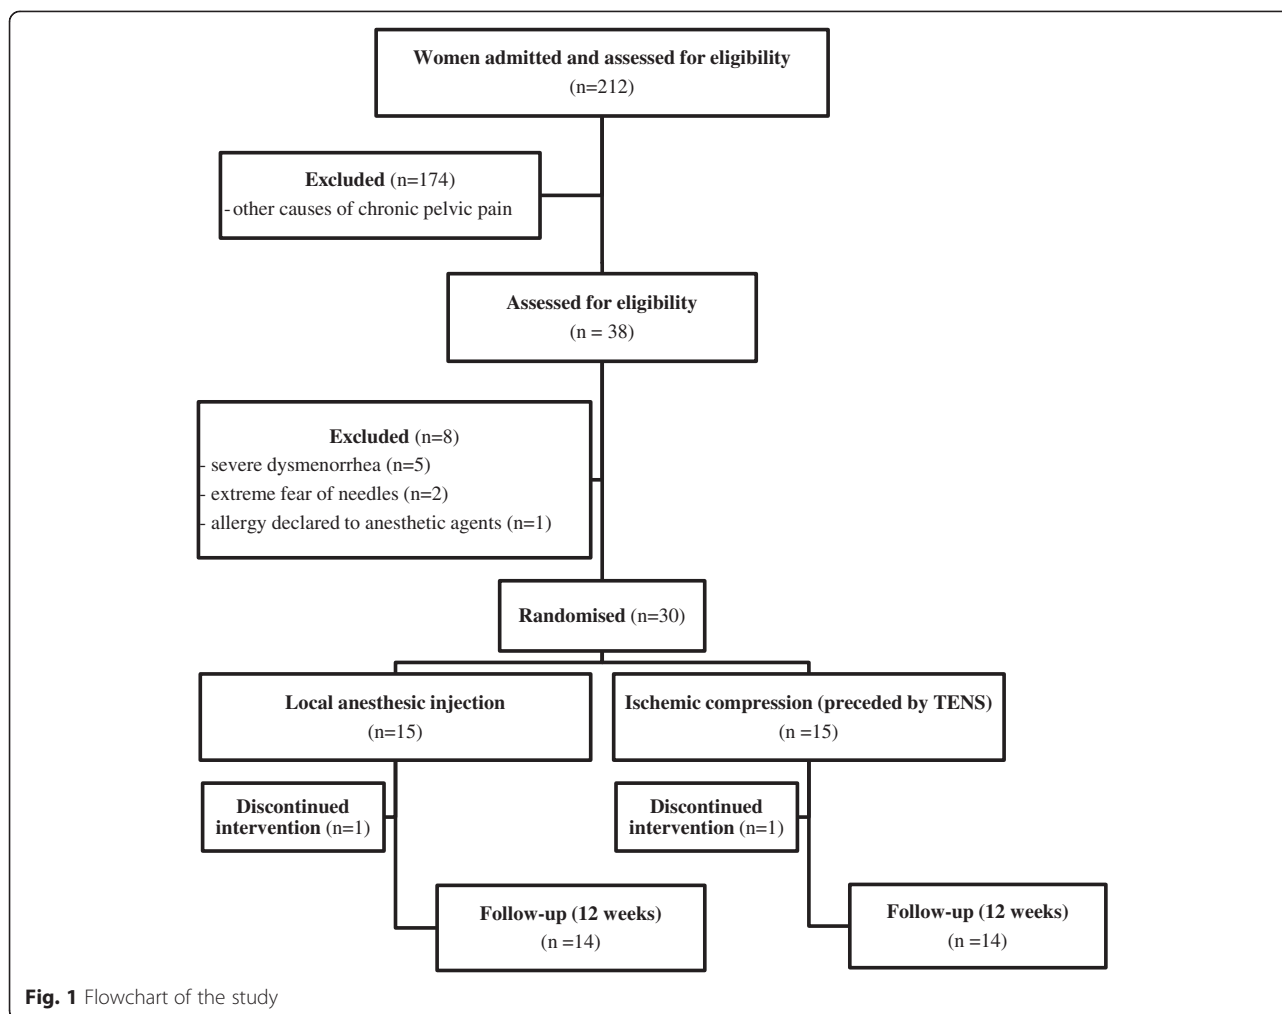 Women admitted and assessed for eligibility
(n=212)
Excluded (n=174)
-other causes of chronic pelvic pain
Assessed for eligibility
(n = 38)
Excluded (n=8)
- severe dysmenorrhea (n=5)
- extreme fear of needles (n=2)
- allergy declared to anesthetic agents (n=1)
Randomised (n=30)
Local anesthesic injection
(n=15)
Ischemic compression (preceded by TENS)
(n =15)
Discontinued
intervention (n=1)
Discontinued
intervention (n=1)
Follow-up (12 weeks)
(n =14)
Follow-up (12 weeks)
(n =14)
Fig. 1 Flowchart of the study